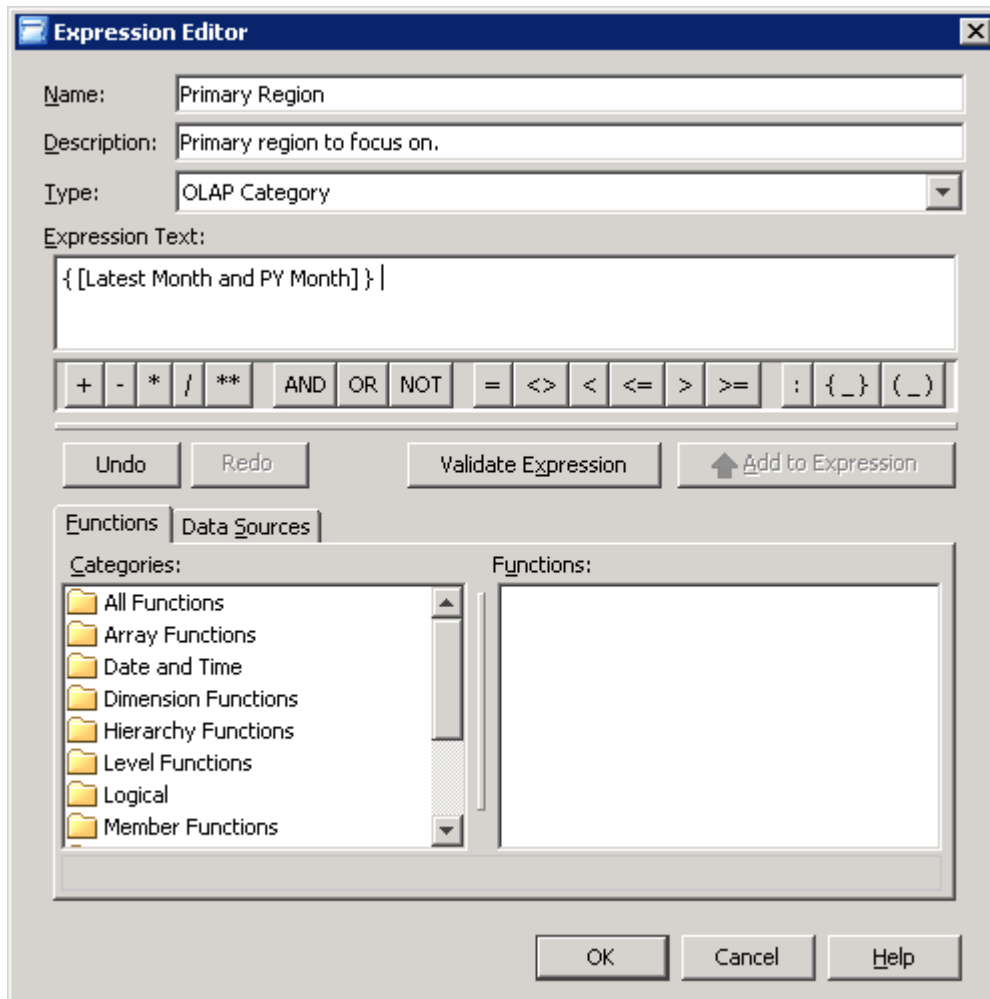 Expression Editor
Name: Primary Region
Description: Primary region to focus on.
Type: OLAP Category
Expression Text:
{ [Latest Month and PY Month] }
+ - * / ** AND OR NOT = <> < <= > >= : { _ } ( _ )
Undo Redo Validate Expression Add to Expression
Functions Data Sources
Categories: Functions:
All Functions
Array Functions
Date and Time
Dimension Functions
Hierarchy Functions
Level Functions
Logical
Member Functions
OK Cancel Help